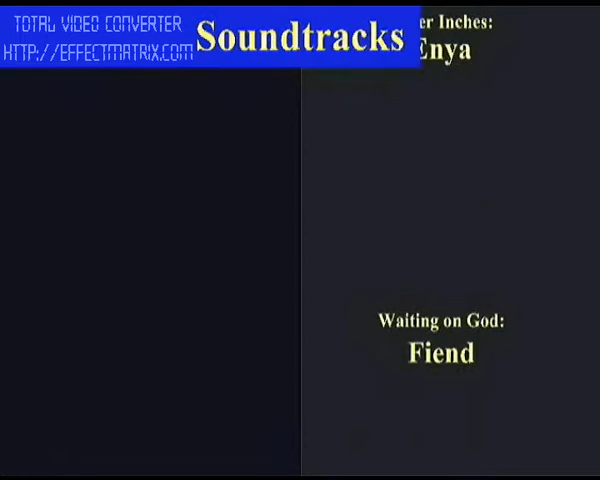 TOTAL VIDEO CONVERTER
HTTP://EFFECTMATRIX.COM
Soundtracks
er Inches:
Enya
Waiting on God:
Fiend